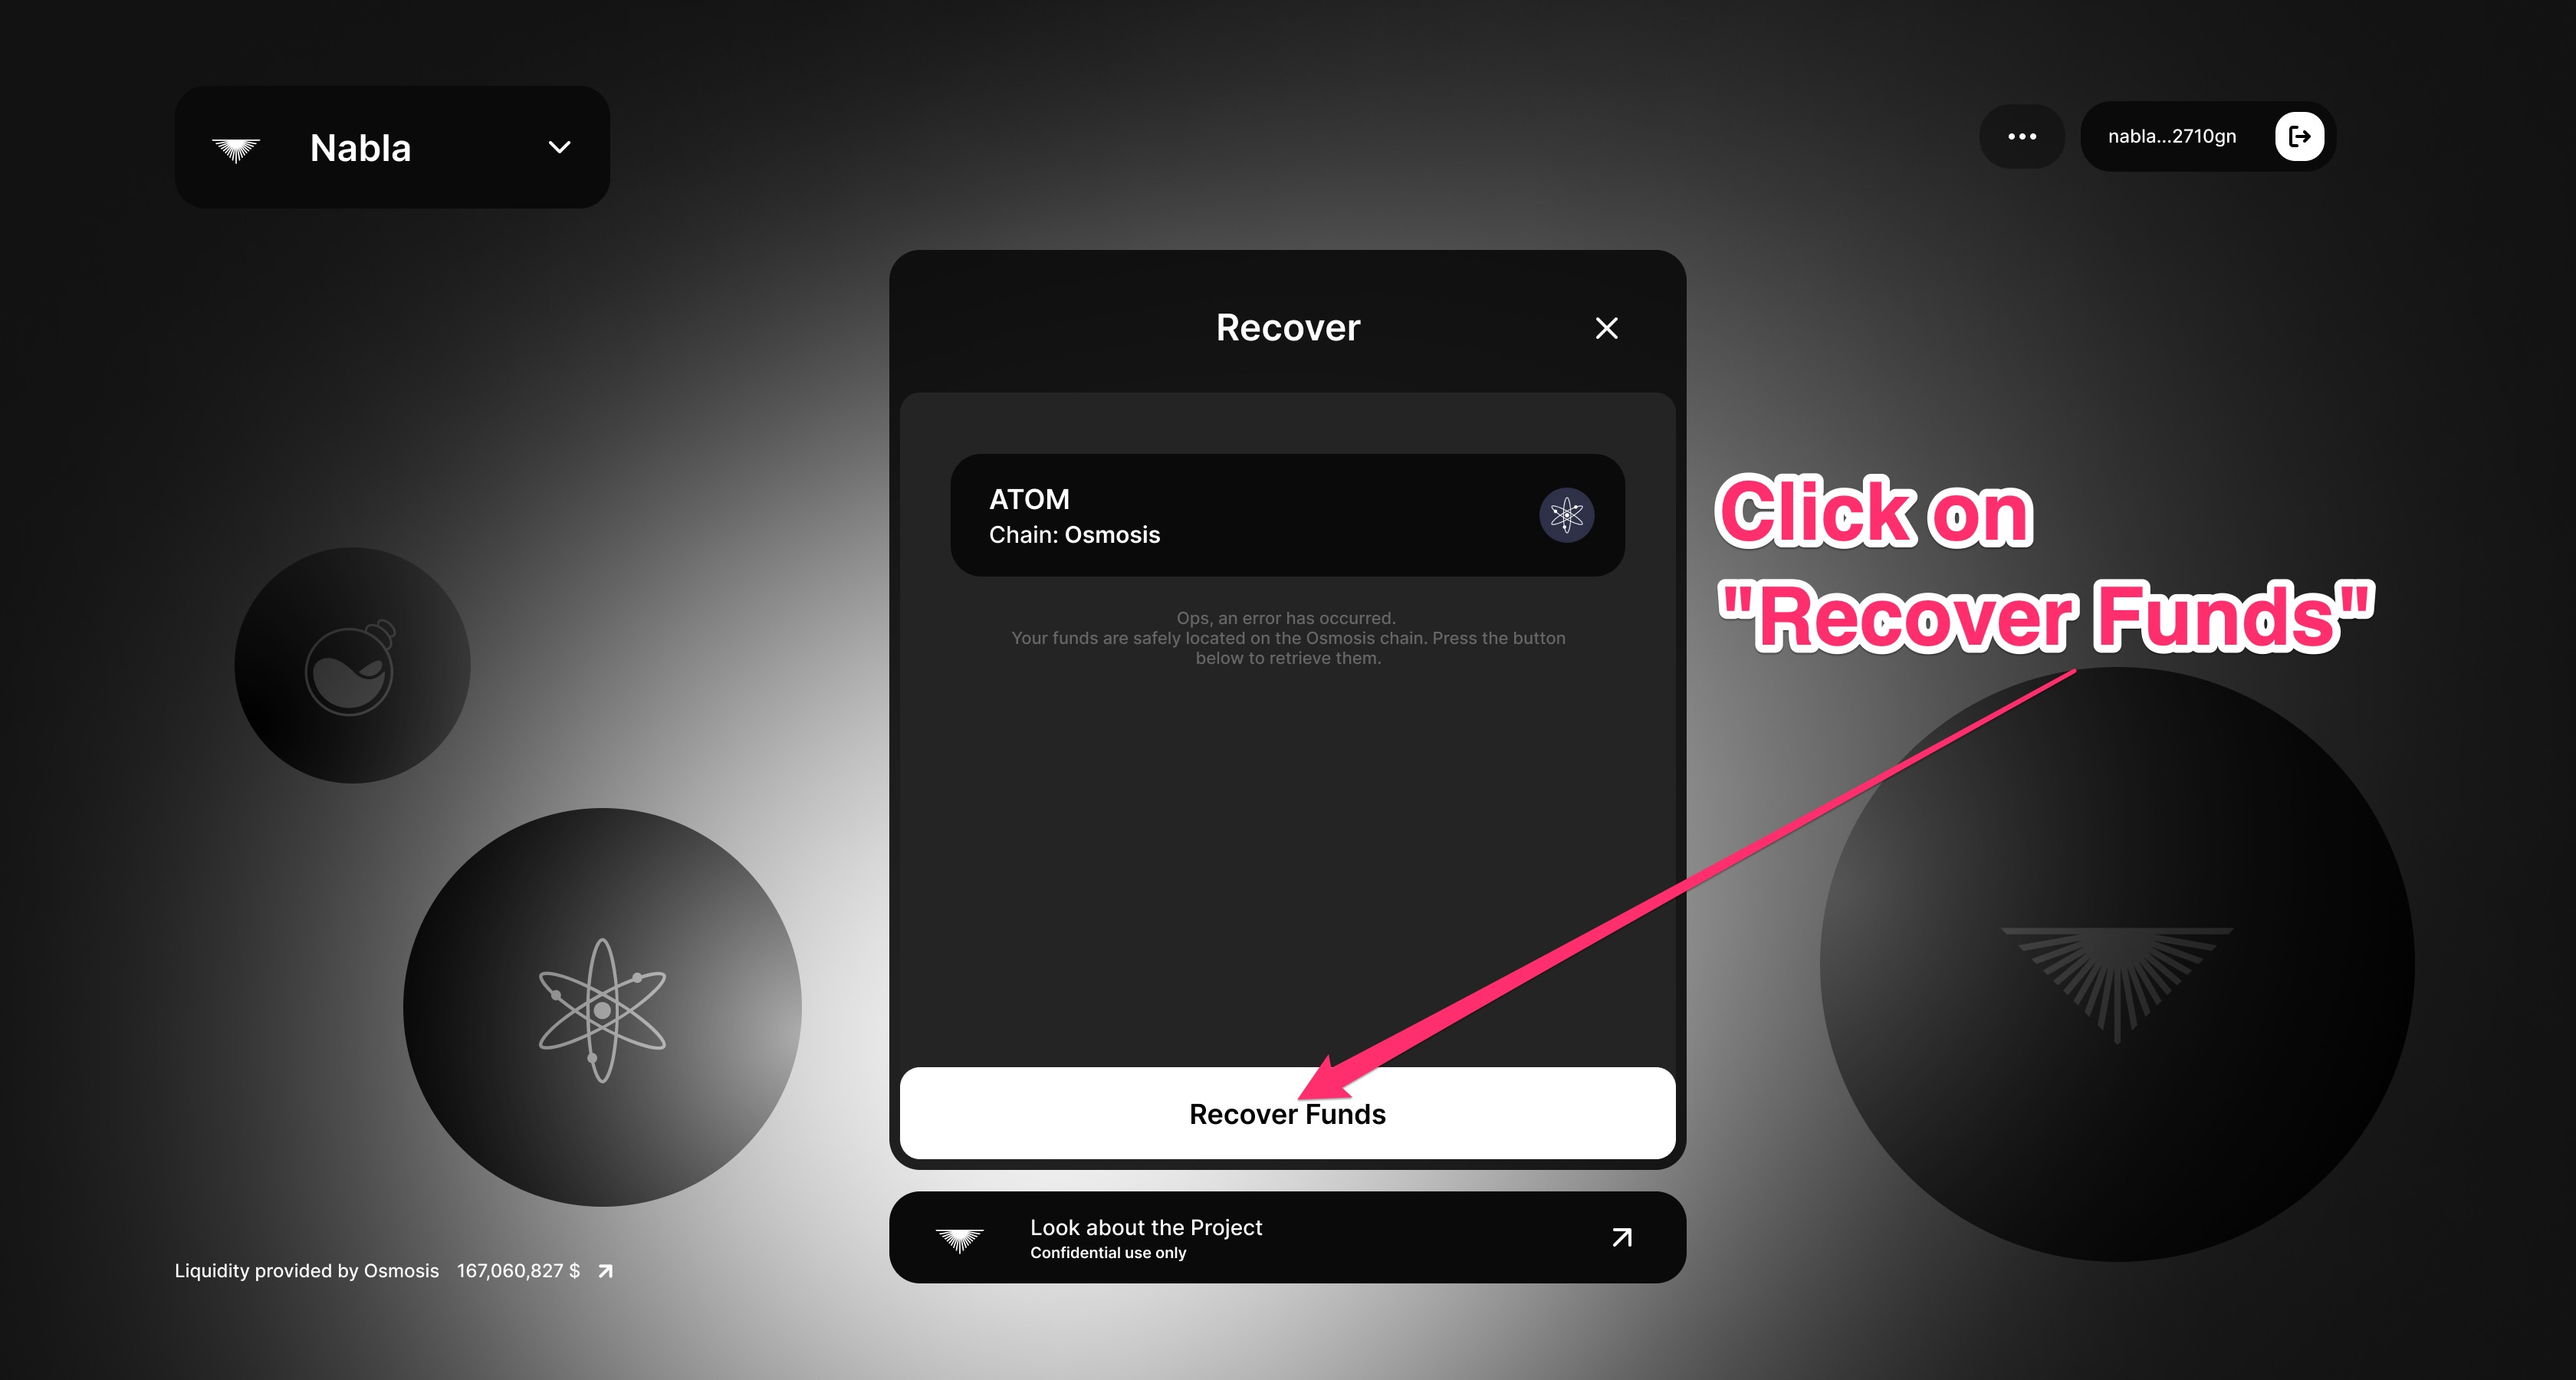 Nabla
nabla...2710gn
Recover
ATOM
Chain: Osmosis
Ops, an error has occurred.
Your funds are safely located on the Osmosis chain. Press the button
below to retrieve them.
Click on
"Recover Funds"
Recover Funds
Look about the Project
Confidential use only
Liquidity provided by Osmosis 167,060,827 $